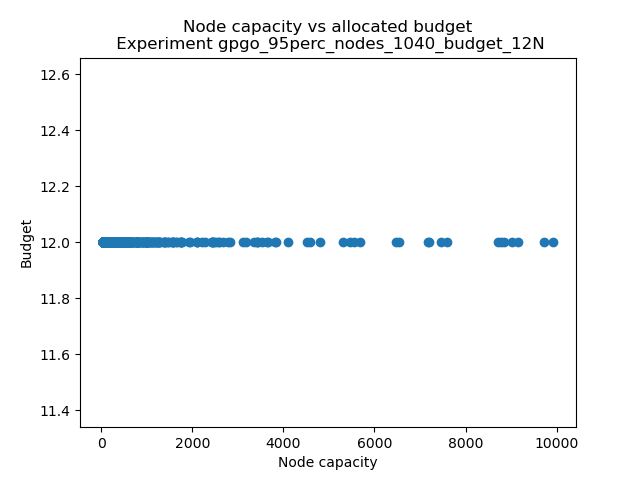 Node capacity vs allocated budget
Experiment gpgo_95perc_nodes_1040_budget_12N
12.6
12.4
12.2
12.0
11.8
11.6
11.4
Budget
0 2000 4000 6000 8000 10000
Node capacity